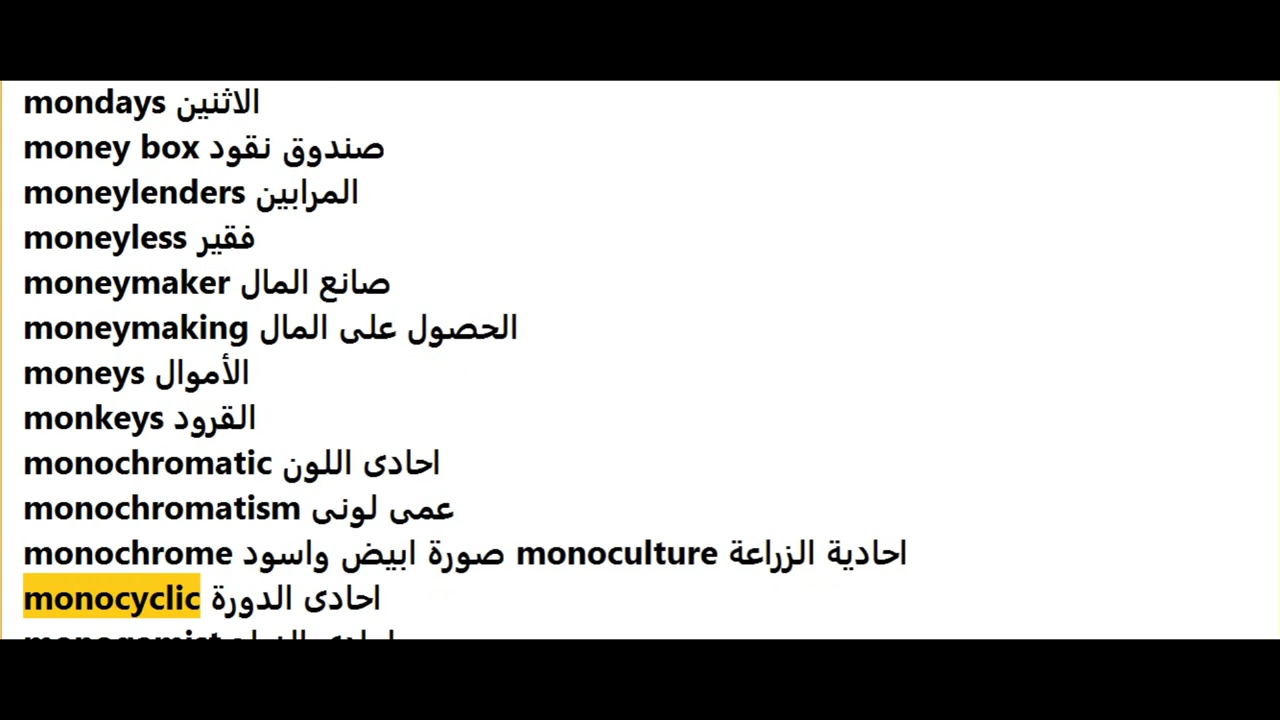 mondays الاثنين
money box صندوق نقود
moneylenders المرابين
moneyless فقير
moneymaker صانع المال
moneymaking الحصول على المال
moneys الأموال
monkeys القرود
monochromatic احادى اللون
monochromatism عمى لونى
monochrome صورة ابيض واسود monoculture احادية الزراعة
monocyclic احادى الدورة